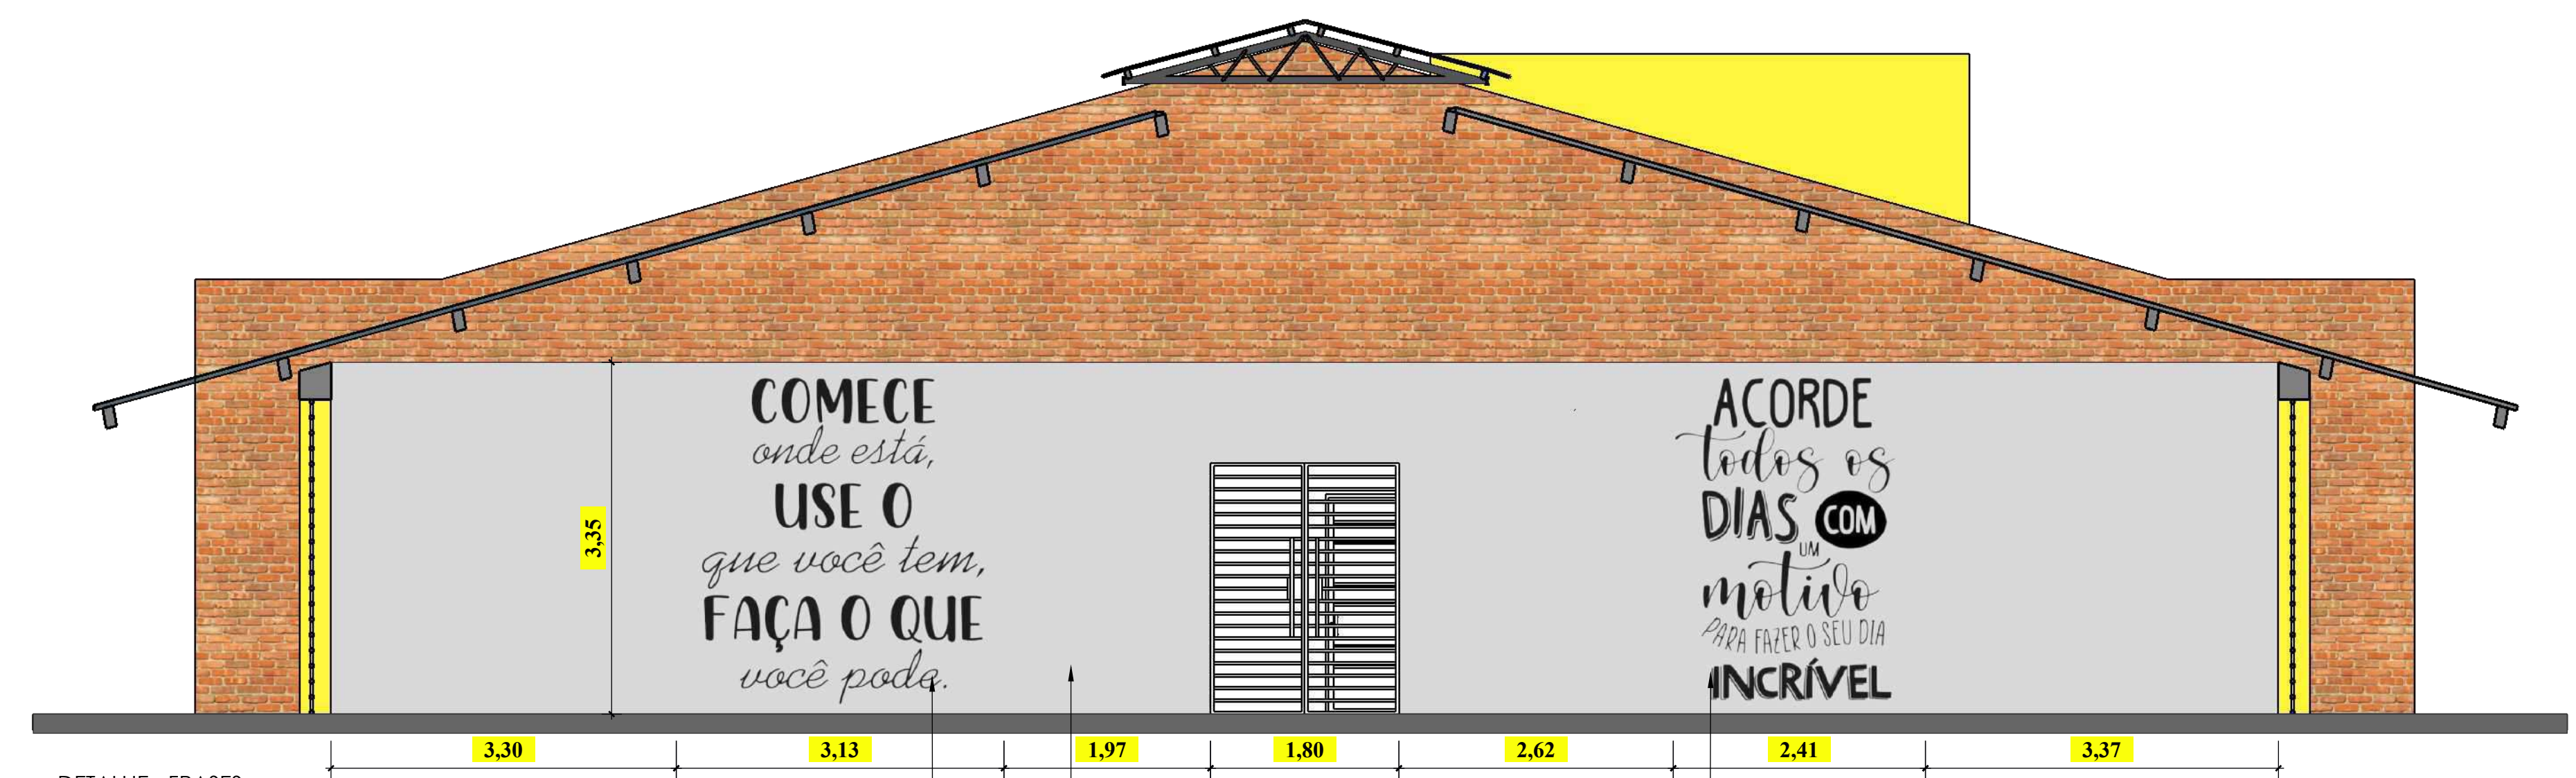 COMECE
onde está,
USE O
que você tem,
FAÇA O QUE
você pode.
ACORDE
todos os
DIAS COM
UM
motivo
PARA FAZER O SEU DIA
INCRÍVEL
3,35
3,30 3,13 1,97 1,80 2,62 2,41 3,37